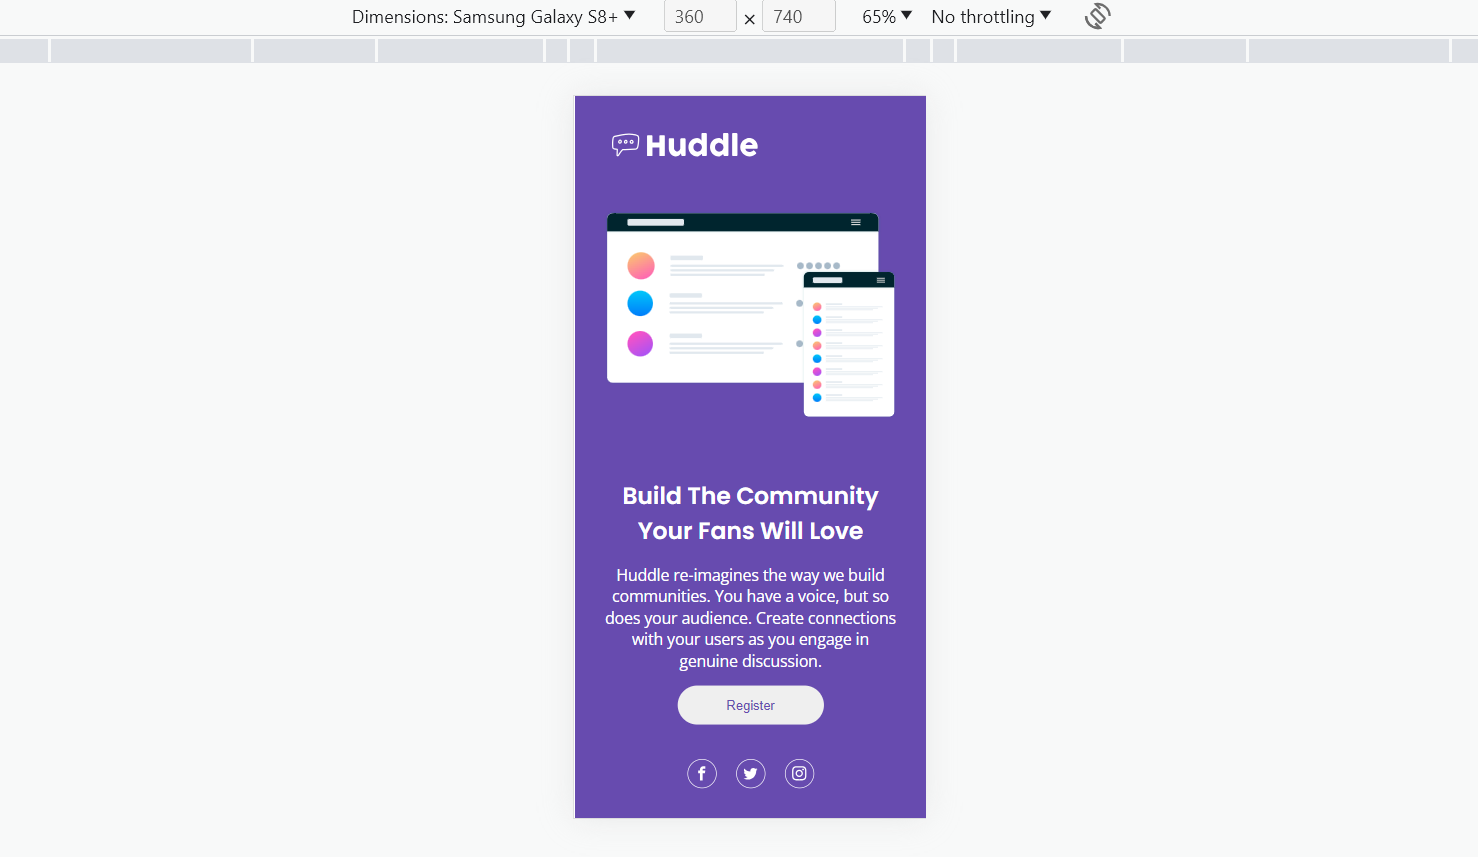 Dimensions: Samsung Galaxy S8+ ▼ 360 × 740 65% ▼ No throttling ▼
Huddle
Build The Community
Your Fans Will Love
Huddle re-imagines the way we build
communities. You have a voice, but so
does your audience. Create connections
with your users as you engage in
genuine discussion.
Register